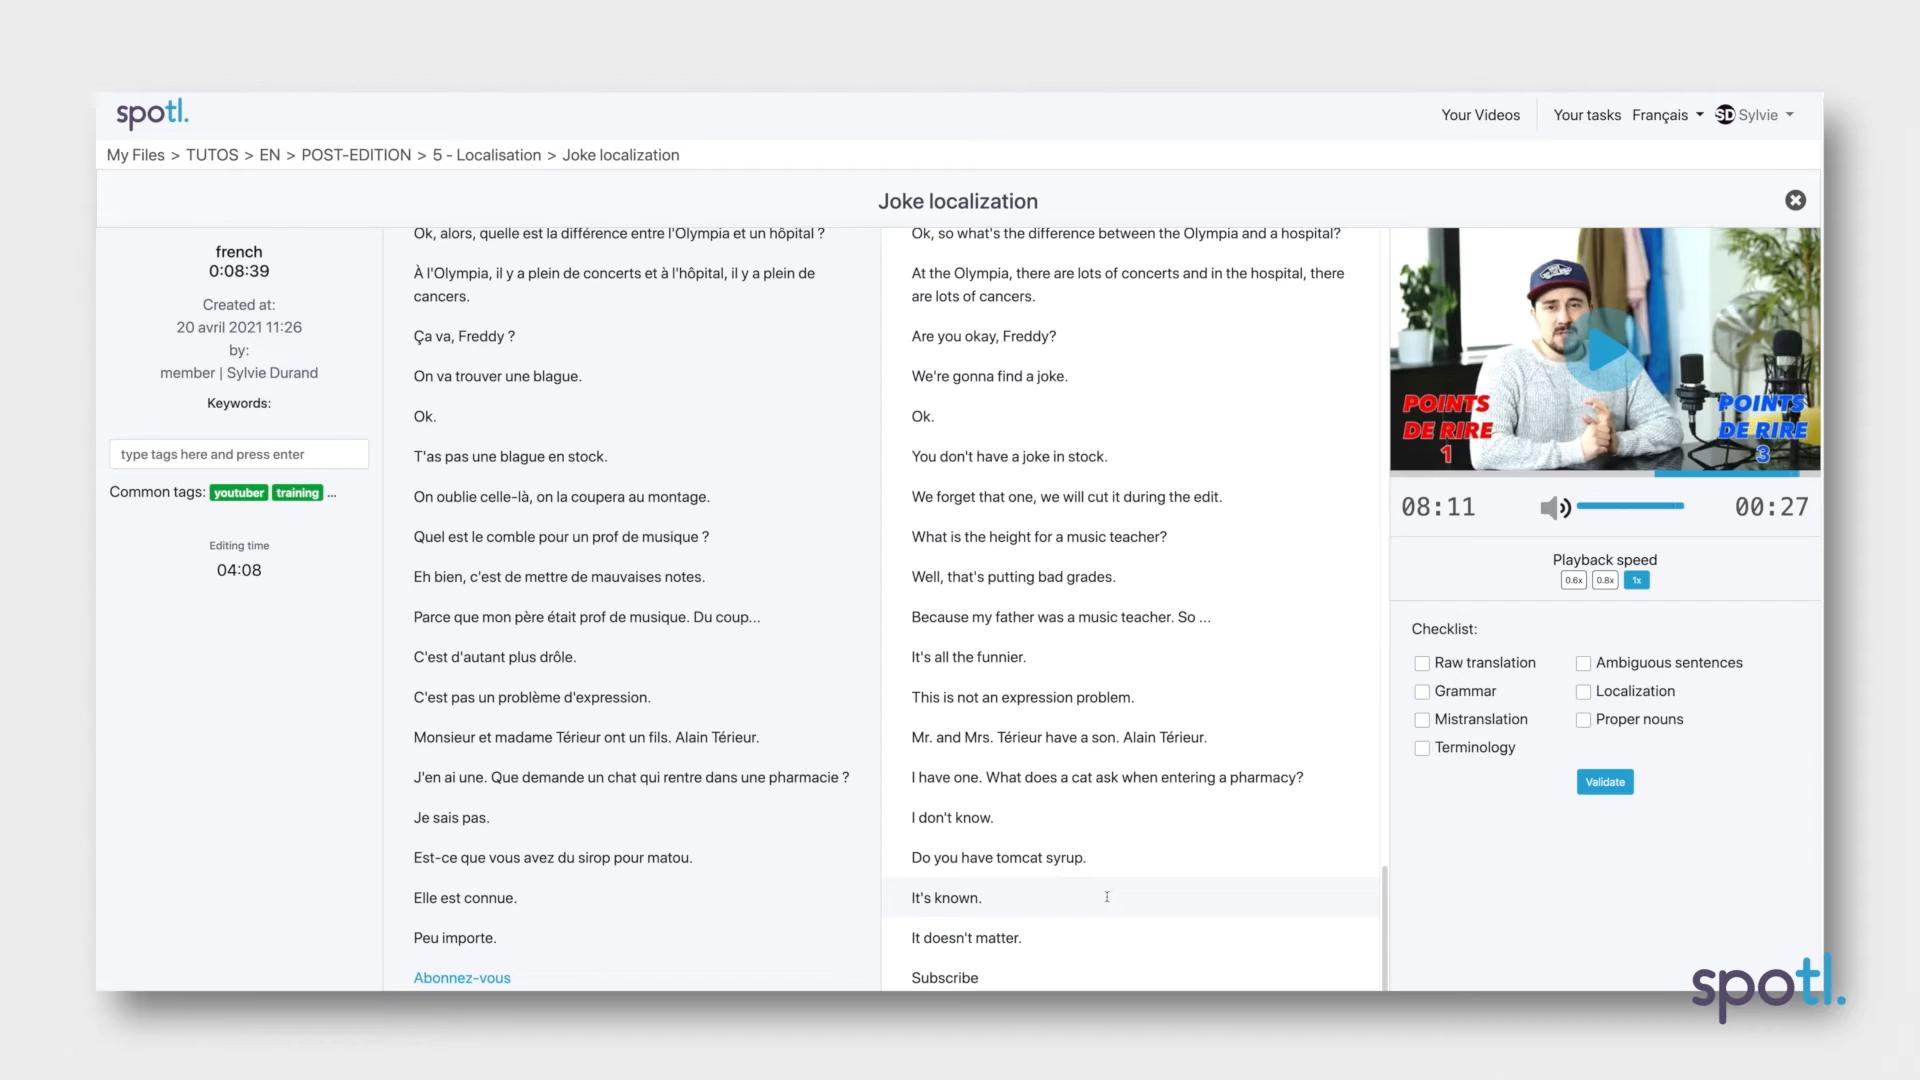 spotl.
Your Videos
Your tasks
Français
SD Sylvie
My Files > TUTOS > EN > POST-EDITION > 5 - Localisation > Joke localization
Joke localization
french
0:08:39
Created at:
20 avril 2021 11:26
by:
member | Sylvie Durand
Keywords:
type tags here and press enter
Common tags: youtuber training ...
Editing time
04:08
Ok, alors, quelle est la différence entre l'Olympia et un hôpital ?
À l'Olympia, il y a plein de concerts et à l'hôpital, il y a plein de
cancers.
Ça va, Freddy ?
On va trouver une blague.
Ok.
T'as pas une blague en stock.
On oublie celle-là, on la coupera au montage.
Quel est le comble pour un prof de musique ?
Eh bien, c'est de mettre de mauvaises notes.
Parce que mon père était prof de musique. Du coup...
C'est d'autant plus drôle.
C'est pas un problème d'expression.
Monsieur et madame Térieur ont un fils. Alain Térieur.
J'en ai une. Que demande un chat qui rentre dans une pharmacie ?
Je sais pas.
Est-ce que vous avez du sirop pour matou.
Elle est connue.
Peu importe.
Abonnez-vous
Ok, so what's the difference between the Olympia and a hospital?
At the Olympia, there are lots of concerts and in the hospital, there
are lots of cancers.
Are you okay, Freddy?
We're gonna find a joke.
Ok.
You don't have a joke in stock.
We forget that one, we will cut it during the edit.
What is the height for a music teacher?
Well, that's putting bad grades.
Because my father was a music teacher. So ...
It's all the funnier.
This is not an expression problem.
Mr. and Mrs. Térieur have a son. Alain Térieur.
I have one. What does a cat ask when entering a pharmacy?
I don't know.
Do you have tomcat syrup.
It's known.
It doesn't matter.
Subscribe
POINTS
DE RIRE
1
POINTS
DE RIRE
3
08:11
00:27
Playback speed
0.6x 0.8x 1x
Checklist:
Raw translation
Ambiguous sentences
Grammar
Localization
Mistranslation
Proper nouns
Terminology
Validate
spotl.